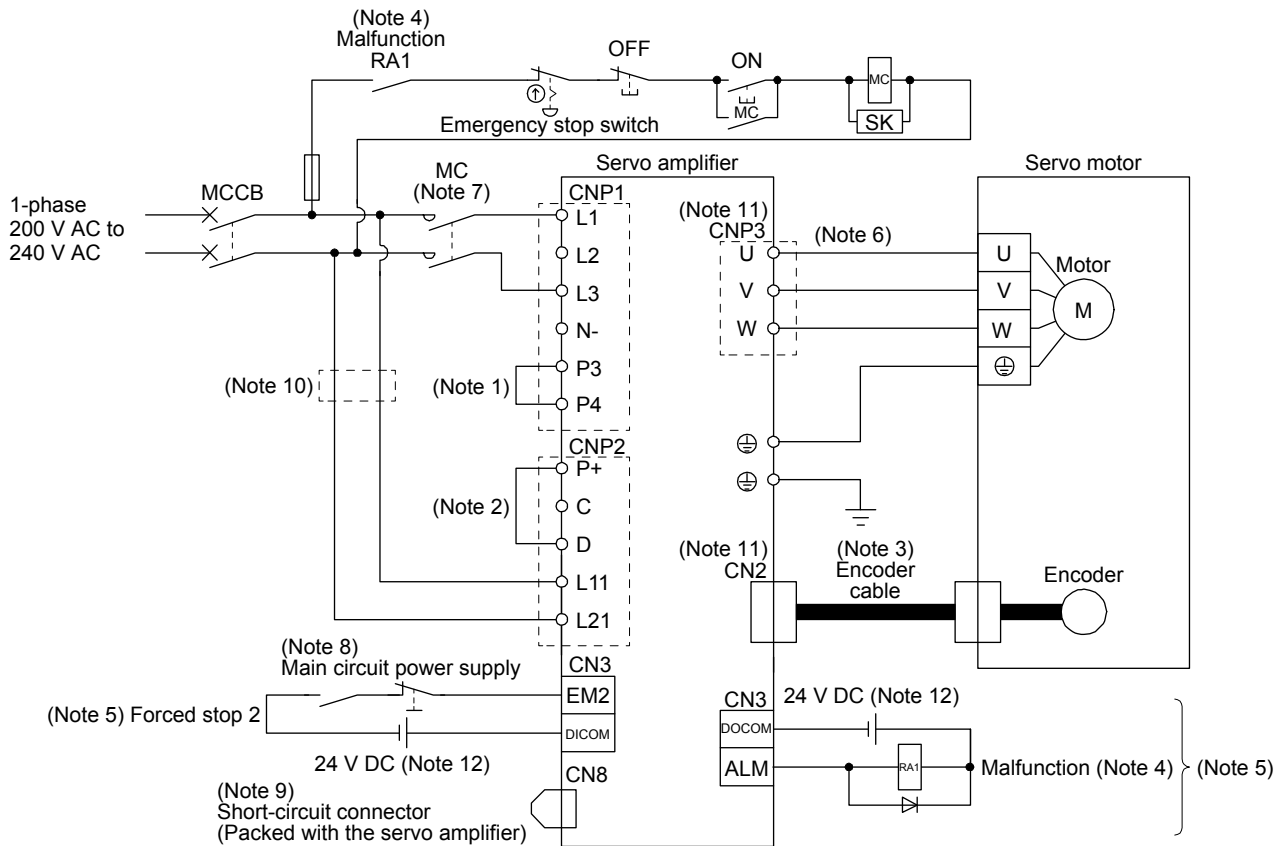 (Note 4)
Malfunction
RA1
OFF
ON
MC
MC
SK
Emergency stop switch
Servo amplifier
Servo motor
1-phase
200 V AC to
240 V AC
MCCB
MC
(Note 7)
CNP1
L1
L2
L3
N-
P3
P4
(Note 1)
(Note 10)
(Note 11)
CNP3
U
V
W
(Note 6)
U
V
W
Motor
M
CNP2
P+
C
D
L11
L21
(Note 2)
(Note 11)
CN2
(Note 3)
Encoder
cable
Encoder
(Note 8)
Main circuit power supply
CN3
EM2
DICOM
(Note 5) Forced stop 2
24 V DC (Note 12)
CN8
(Note 9)
Short-circuit connector
(Packed with the servo amplifier)
CN3
24 V DC (Note 12)
DOCOM
ALM
RA1
Malfunction (Note 4)
(Note 5)